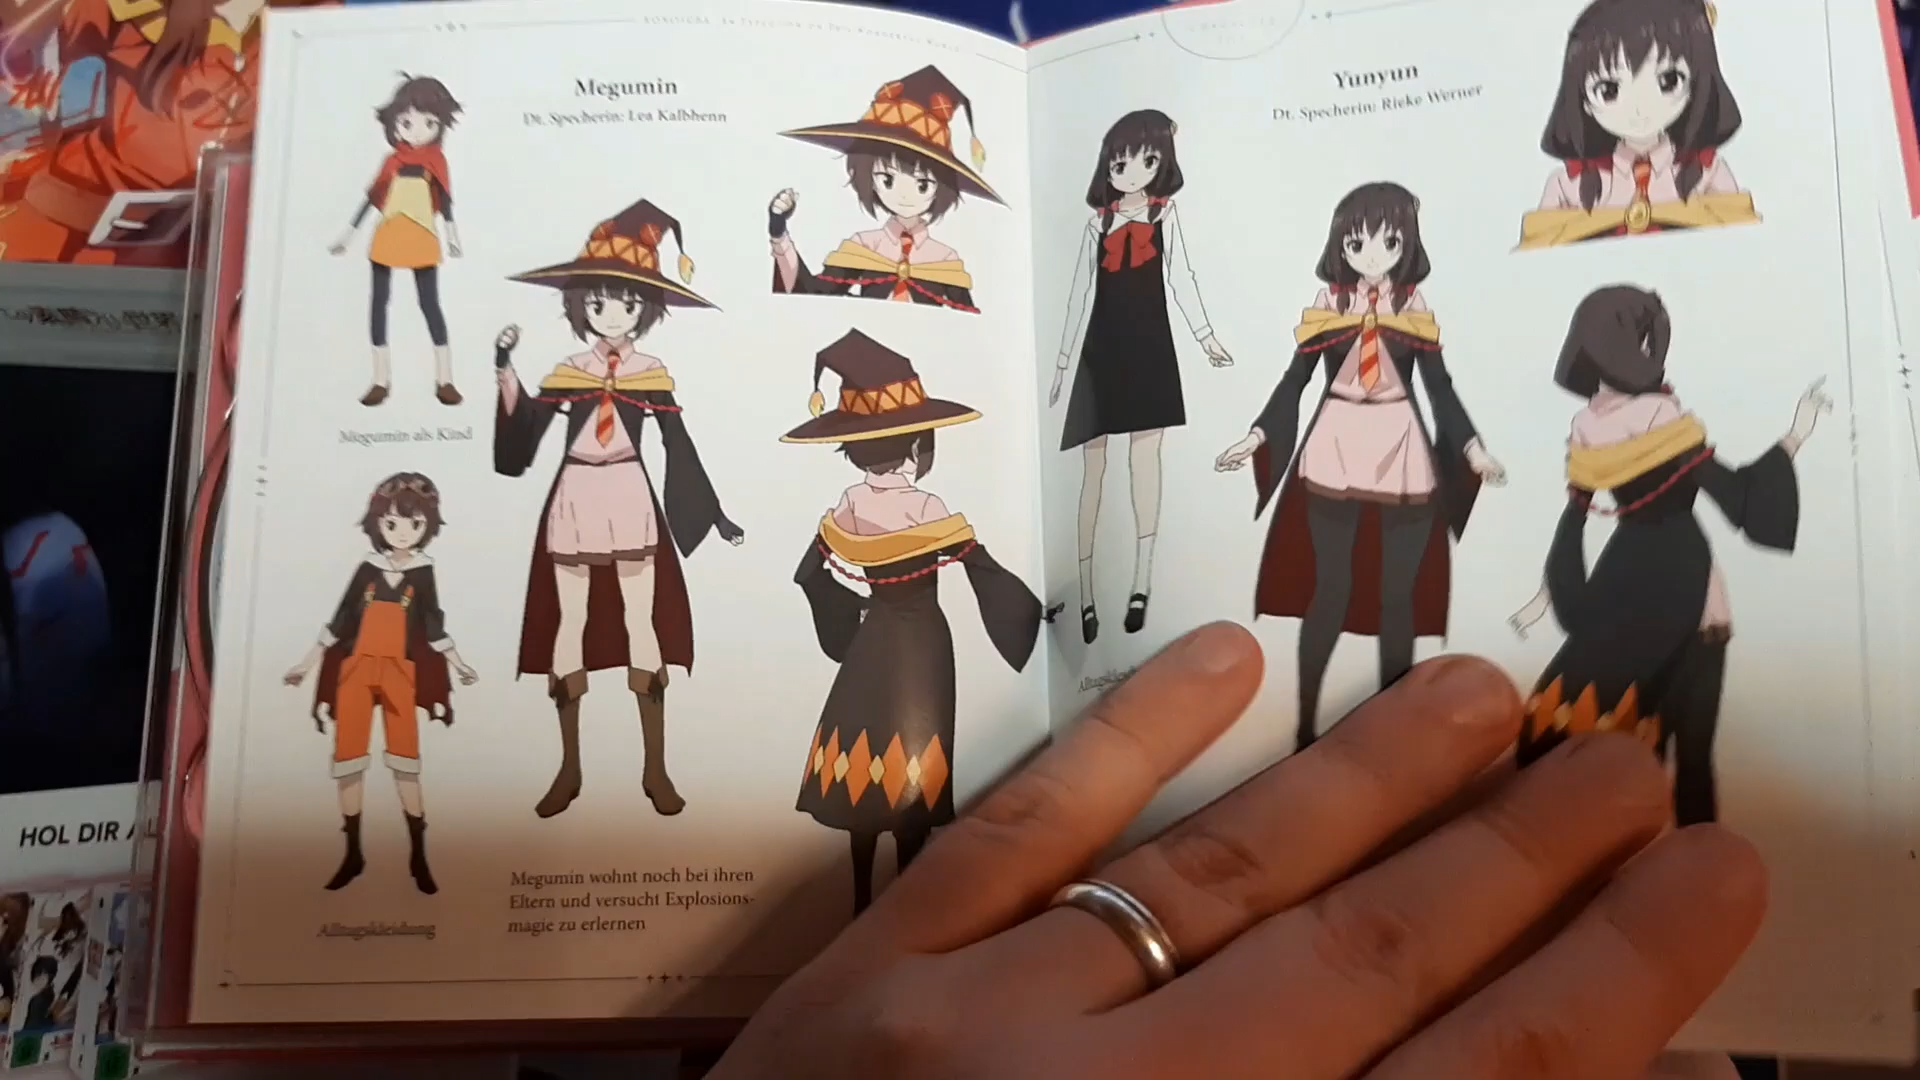 Megumin
Dt. Specherin: Lea Kalbhenn
Megumin als Kind
Alltagskleidung
Megumin wohnt noch bei ihren
Eltern und versucht Explosions-
magie zu erlernen
Yunyun
Dt. Specherin: Rieke Werner
HOL DIR